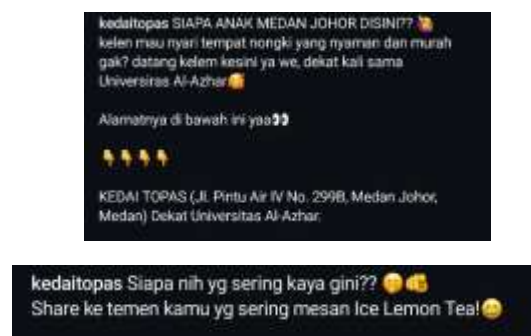 kedaitopas SIAPA ANAK MEDAN JOHOR DISINI??
kelen mau nyari tempat nongki yang nyaman dan murah
gak? datang kelem kesini ya we, dekat kali sama
Universiras Al-Azhar🥰
Alamatnya di bawah ini yaa👀
👇👇👇👇
KEDAI TOPAS (Jl. Pintu Air IV No. 299B, Medan Johor,
Medan) Dekat Universitas Al-Azhar.
kedaitopas Siapa nih yg sering kaya gini??
Share ke temen kamu yg sering mesan Ice Lemon Tea!😄